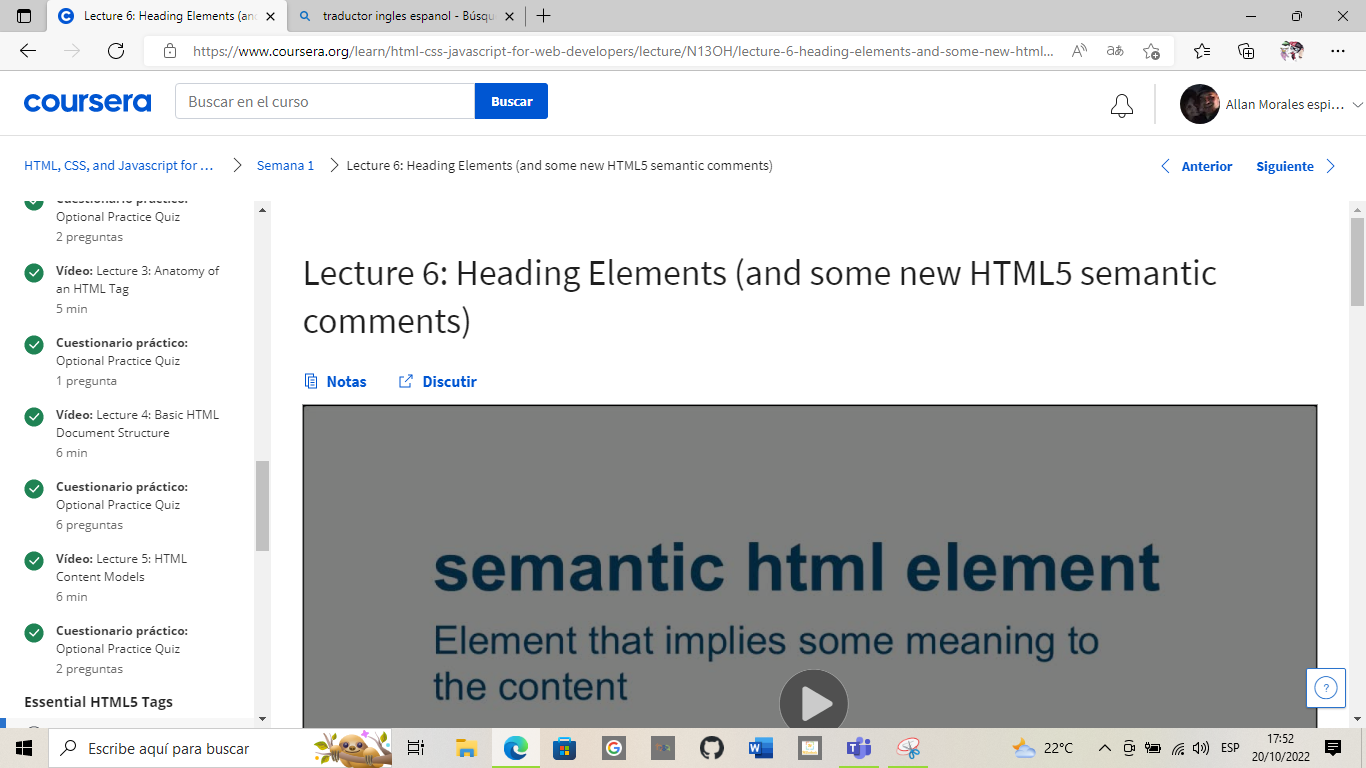 Lecture 6: Heading Elements (an
traductor ingles espanol - Búsqu
https://www.coursera.org/learn/html-css-javascript-for-web-developers/lecture/N13OH/lecture-6-heading-elements-and-some-new-html...
coursera
Buscar en el curso
Buscar
Allan Morales espi...
HTML, CSS, and Javascript for ...
Semana 1
Lecture 6: Heading Elements (and some new HTML5 semantic comments)
Anterior
Siguiente
Cuestionario práctico:
Optional Practice Quiz
2 preguntas
Vídeo: Lecture 3: Anatomy of
an HTML Tag
5 min
Cuestionario práctico:
Optional Practice Quiz
1 pregunta
Vídeo: Lecture 4: Basic HTML
Document Structure
6 min
Cuestionario práctico:
Optional Practice Quiz
6 preguntas
Vídeo: Lecture 5: HTML
Content Models
6 min
Cuestionario práctico:
Optional Practice Quiz
2 preguntas
Essential HTML5 Tags
Lecture 6: Heading Elements (and some new HTML5 semantic
comments)
Notas
Discutir
semantic html element
Element that implies some meaning to
the content
?
Escribe aquí para buscar
22°C
ESP
17:52
20/10/2022